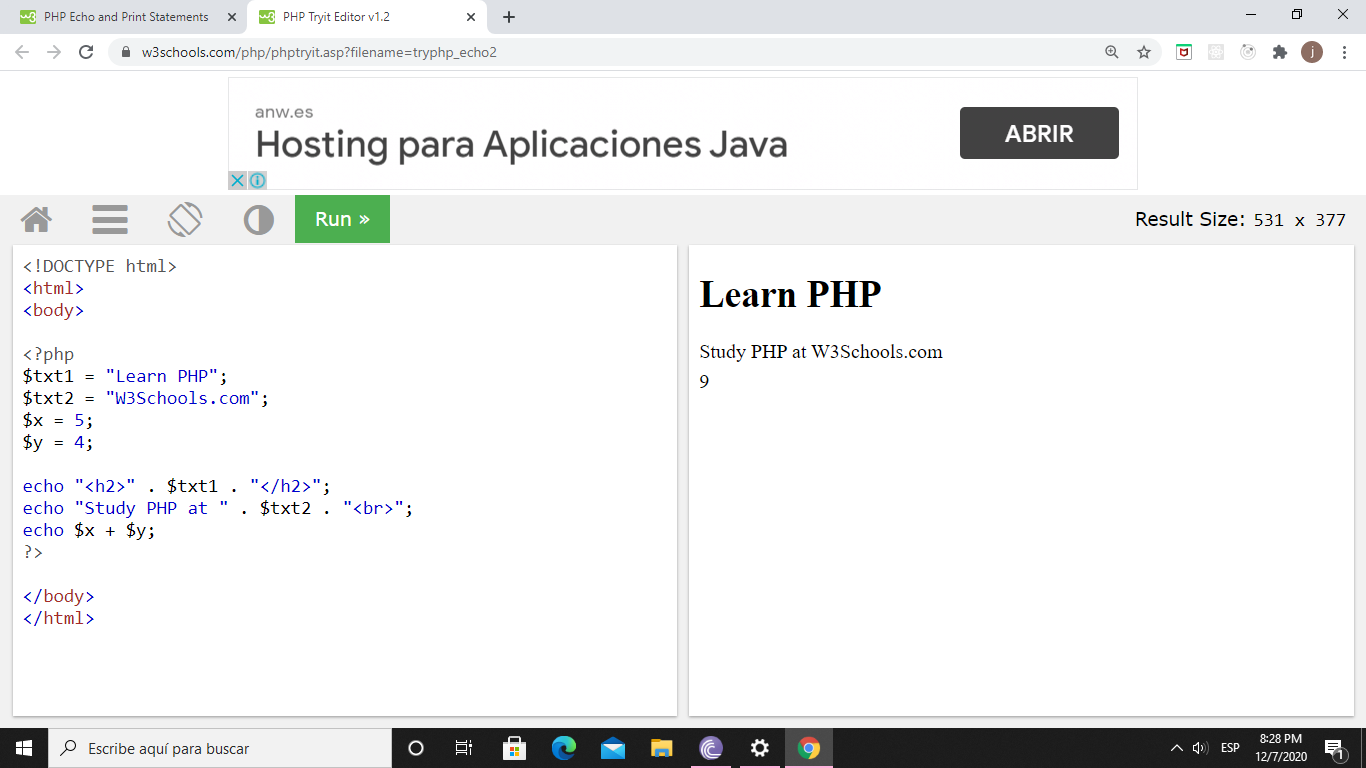 PHP Echo and Print Statements
PHP Tryit Editor v1.2
w3schools.com/php/phptryit.asp?filename=tryphp_echo2
j
anw.es
Hosting para Aplicaciones Java
ABRIR
Run »
Result Size: 531 x 377
<!DOCTYPE html>
<html>
<body>
<?php
$txt1 = "Learn PHP";
$txt2 = "W3Schools.com";
$x = 5;
$y = 4;
echo "<h2>" . $txt1 . "</h2>";
echo "Study PHP at " . $txt2 . "<br>";
echo $x + $y;
?>
</body>
</html>
Learn PHP
Study PHP at W3Schools.com
9
Escribe aquí para buscar
ESP
8:28 PM
12/7/2020
1